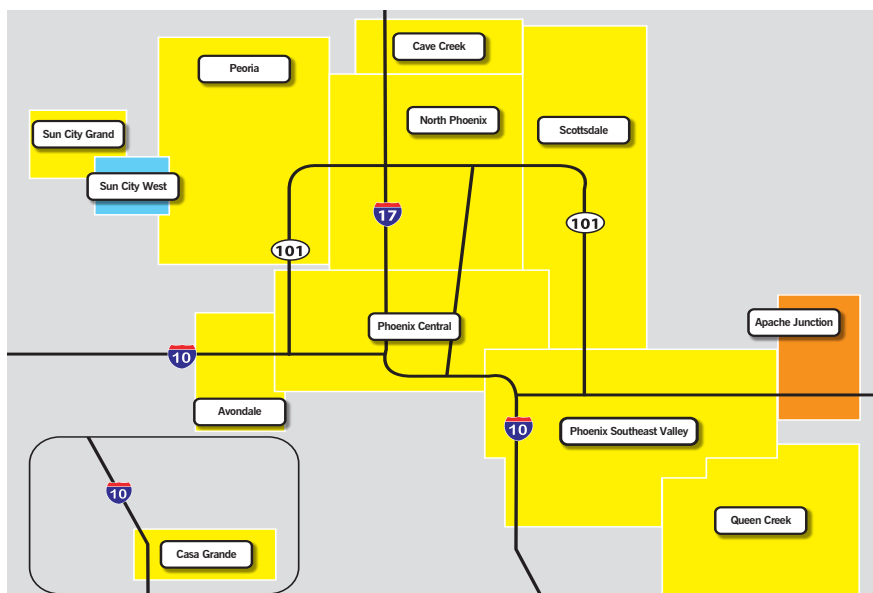 Cave Creek
Peoria
North Phoenix
Sun City Grand
Scottsdale
Sun City West
17
101
101
Phoenix Central
Apache Junction
10
Avondale
10
Phoenix Southeast Valley
10
Queen Creek
Casa Grande